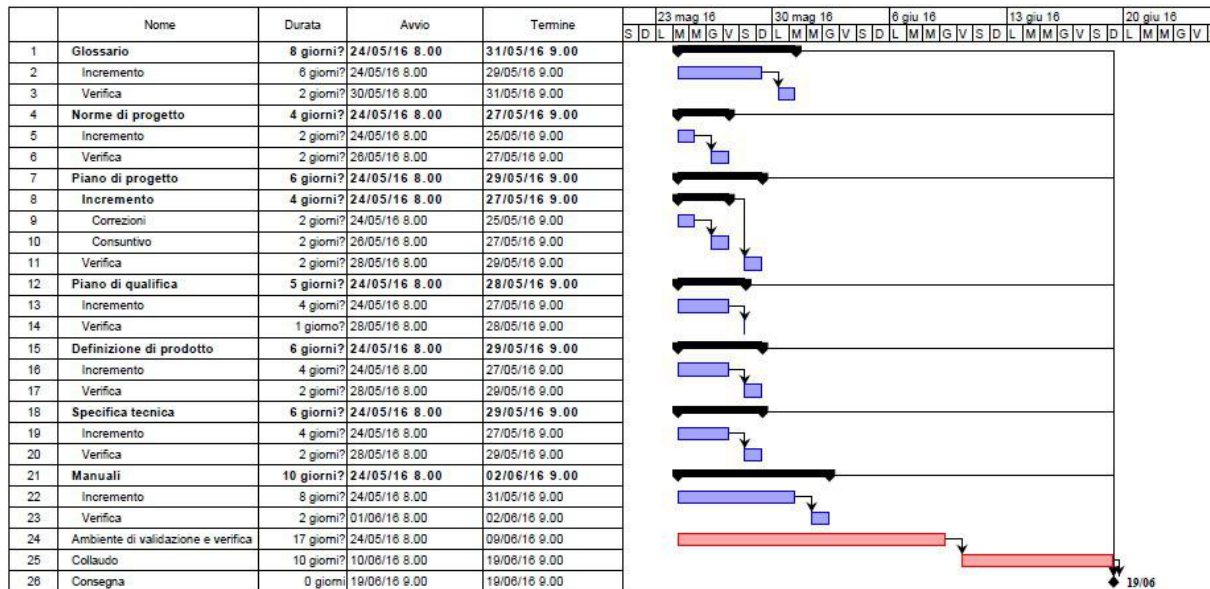 Nome Durata Avvio Termine 23 mag 16 30 mag 16 6 giu 16 13 giu 16 20 giu 16
S D L M M G V S D L M M G V S D L M M G V S D L M M G V S D L M M G V
1 Glossario 8 giorni? 24/05/16 8.00 31/05/16 9.00
2 Incremento 6 giorni? 24/05/16 8.00 29/05/16 9.00
3 Verifica 2 giorni? 30/05/16 8.00 31/05/16 9.00
4 Norme di progetto 4 giorni? 24/05/16 8.00 27/05/16 9.00
5 Incremento 2 giorni? 24/05/16 8.00 25/05/16 9.00
6 Verifica 2 giorni? 26/05/16 8.00 27/05/16 9.00
7 Piano di progetto 6 giorni? 24/05/16 8.00 29/05/16 9.00
8 Incremento 4 giorni? 24/05/16 8.00 27/05/16 9.00
9 Correzioni 2 giorni? 24/05/16 8.00 25/05/16 9.00
10 Consuntivo 2 giorni? 26/05/16 8.00 27/05/16 9.00
11 Verifica 2 giorni? 28/05/16 8.00 29/05/16 9.00
12 Piano di qualifica 5 giorni? 24/05/16 8.00 28/05/16 9.00
13 Incremento 4 giorni? 24/05/16 8.00 27/05/16 9.00
14 Verifica 1 giorno? 28/05/16 8.00 28/05/16 9.00
15 Definizione di prodotto 6 giorni? 24/05/16 8.00 29/05/16 9.00
16 Incremento 4 giorni? 24/05/16 8.00 27/05/16 9.00
17 Verifica 2 giorni? 28/05/16 8.00 29/05/16 9.00
18 Specifica tecnica 6 giorni? 24/05/16 8.00 29/05/16 9.00
19 Incremento 4 giorni? 24/05/16 8.00 27/05/16 9.00
20 Verifica 2 giorni? 28/05/16 8.00 29/05/16 9.00
21 Manuali 10 giorni? 24/05/16 8.00 02/06/16 9.00
22 Incremento 8 giorni? 24/05/16 8.00 31/05/16 9.00
23 Verifica 2 giorni? 01/06/16 8.00 02/06/16 9.00
24 Ambiente di validazione e verifica 17 giorni? 24/05/16 8.00 09/06/16 9.00
25 Collaudo 10 giorni? 10/06/16 8.00 19/06/16 9.00
26 Consegna 0 giorni 19/06/16 9.00 19/06/16 9.00 19/06